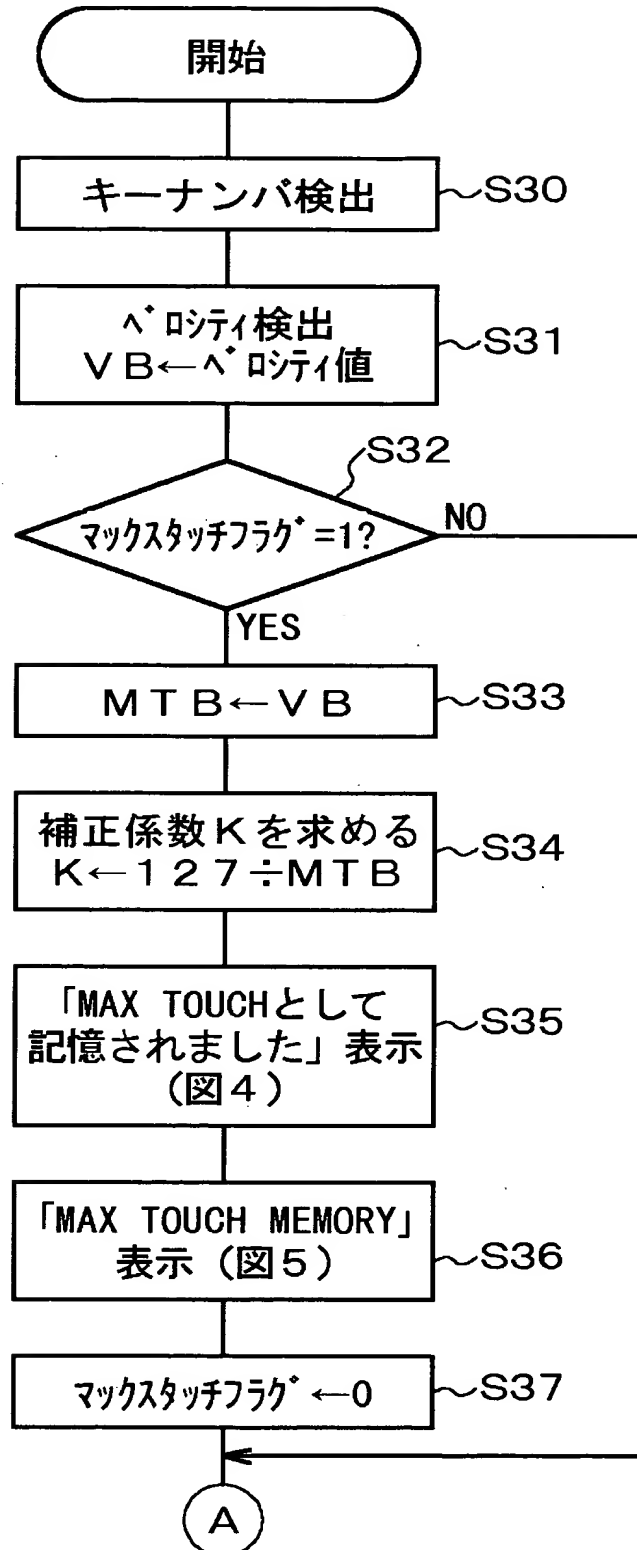 開始
キーナンバ検出
S30
ﾍﾞﾛｼﾃｨ検出
ＶＢ←ﾍﾞﾛｼﾃｨ値
S31
S32
ﾏｯｸｽﾀｯﾁﾌﾗｸﾞ=1?
NO
YES
ＭＴＢ←ＶＢ
S33
補正係数Ｋを求める
Ｋ←１２７÷ＭＴＢ
S34
「MAX TOUCHとして
記憶されました」表示
（図４）
S35
「MAX TOUCH MEMORY」
表示（図５）
S36
ﾏｯｸｽﾀｯﾁﾌﾗｸﾞ←0
S37
A